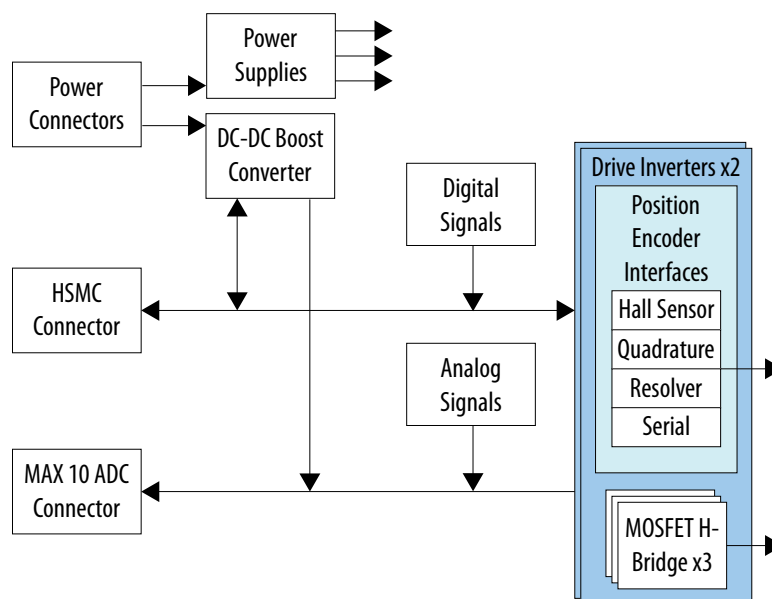 Power
Supplies
Power
Connectors
DC-DC Boost
Converter
Digital
Signals
HSMC
Connector
Analog
Signals
MAX 10 ADC
Connector
Drive Inverters x2
Position
Encoder
Interfaces
Hall Sensor
Quadrature
Resolver
Serial
MOSFET H-
Bridge x3